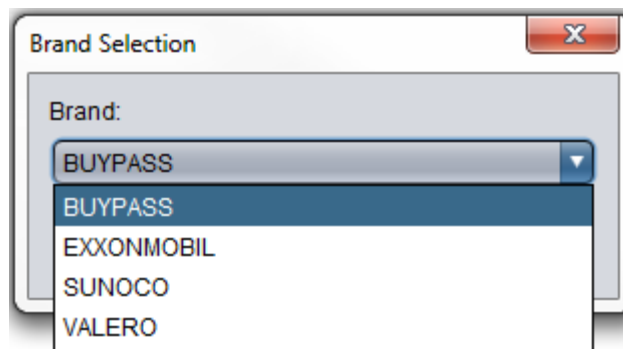 Brand Selection
Brand:
BUYPASS
BUYPASS
EXXONMOBIL
SUNOCO
VALERO